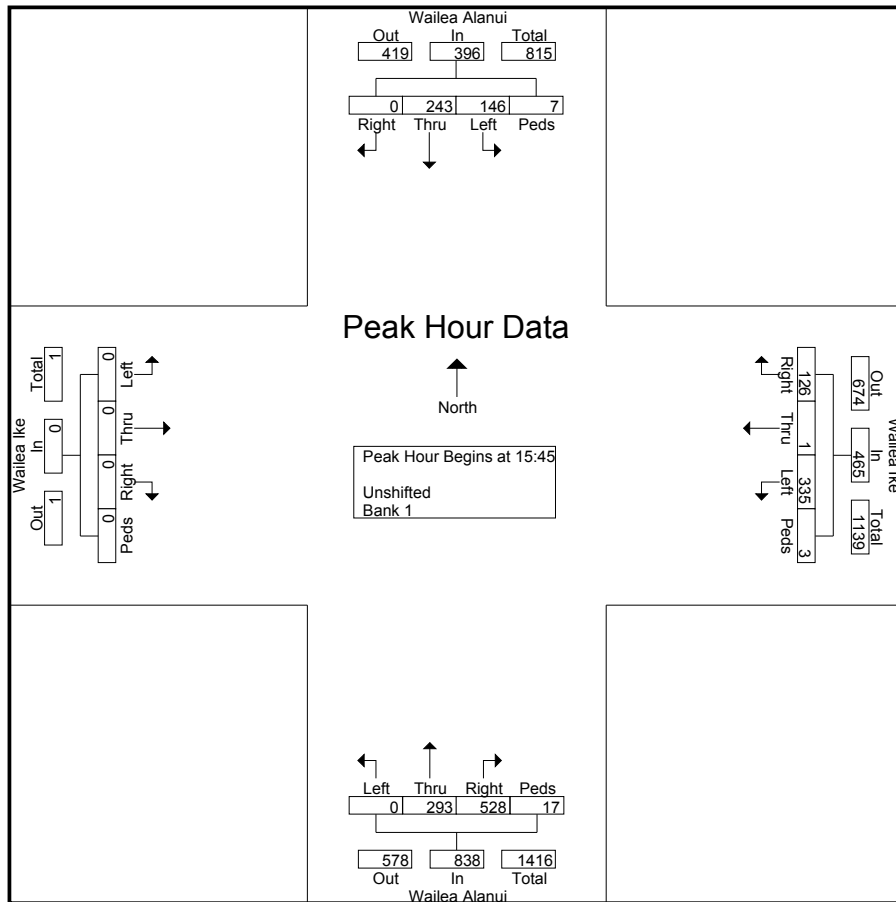 Wailea Alanui
Out In Total
419 396 815
0 243 146 7
Right Thru Left Peds
Peak Hour Data
North
Peak Hour Begins at 15:45
Unshifted
Bank 1
Wailea Ike
Total In Out
1 0 1
0 0 0 0
Left Thru Right Peds
Wailea Ike
Out In Total
674 465 1139
126 1 335 3
Right Thru Left Peds
Left Thru Right Peds
0 293 528 17
578 838 1416
Out In Total
Wailea Alanui